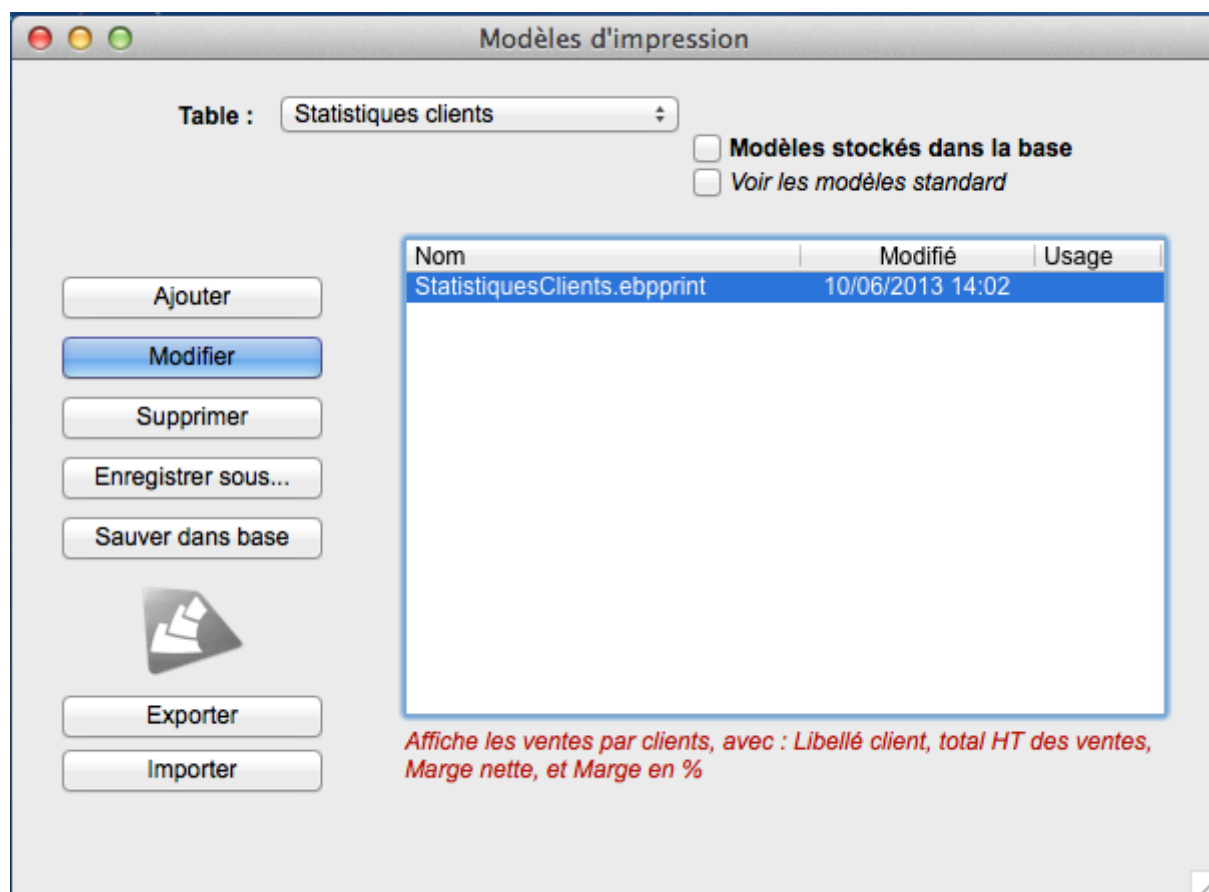 Modèles d'impression
Table : Statistiques clients
Modèles stockés dans la base
Voir les modèles standard
Nom Modifié Usage
StatistiquesClients.ebpprint 10/06/2013 14:02
Ajouter
Modifier
Supprimer
Enregistrer sous...
Sauver dans base
Exporter
Importer
Affiche les ventes par clients, avec : Libellé client, total HT des ventes,
Marge nette, et Marge en %